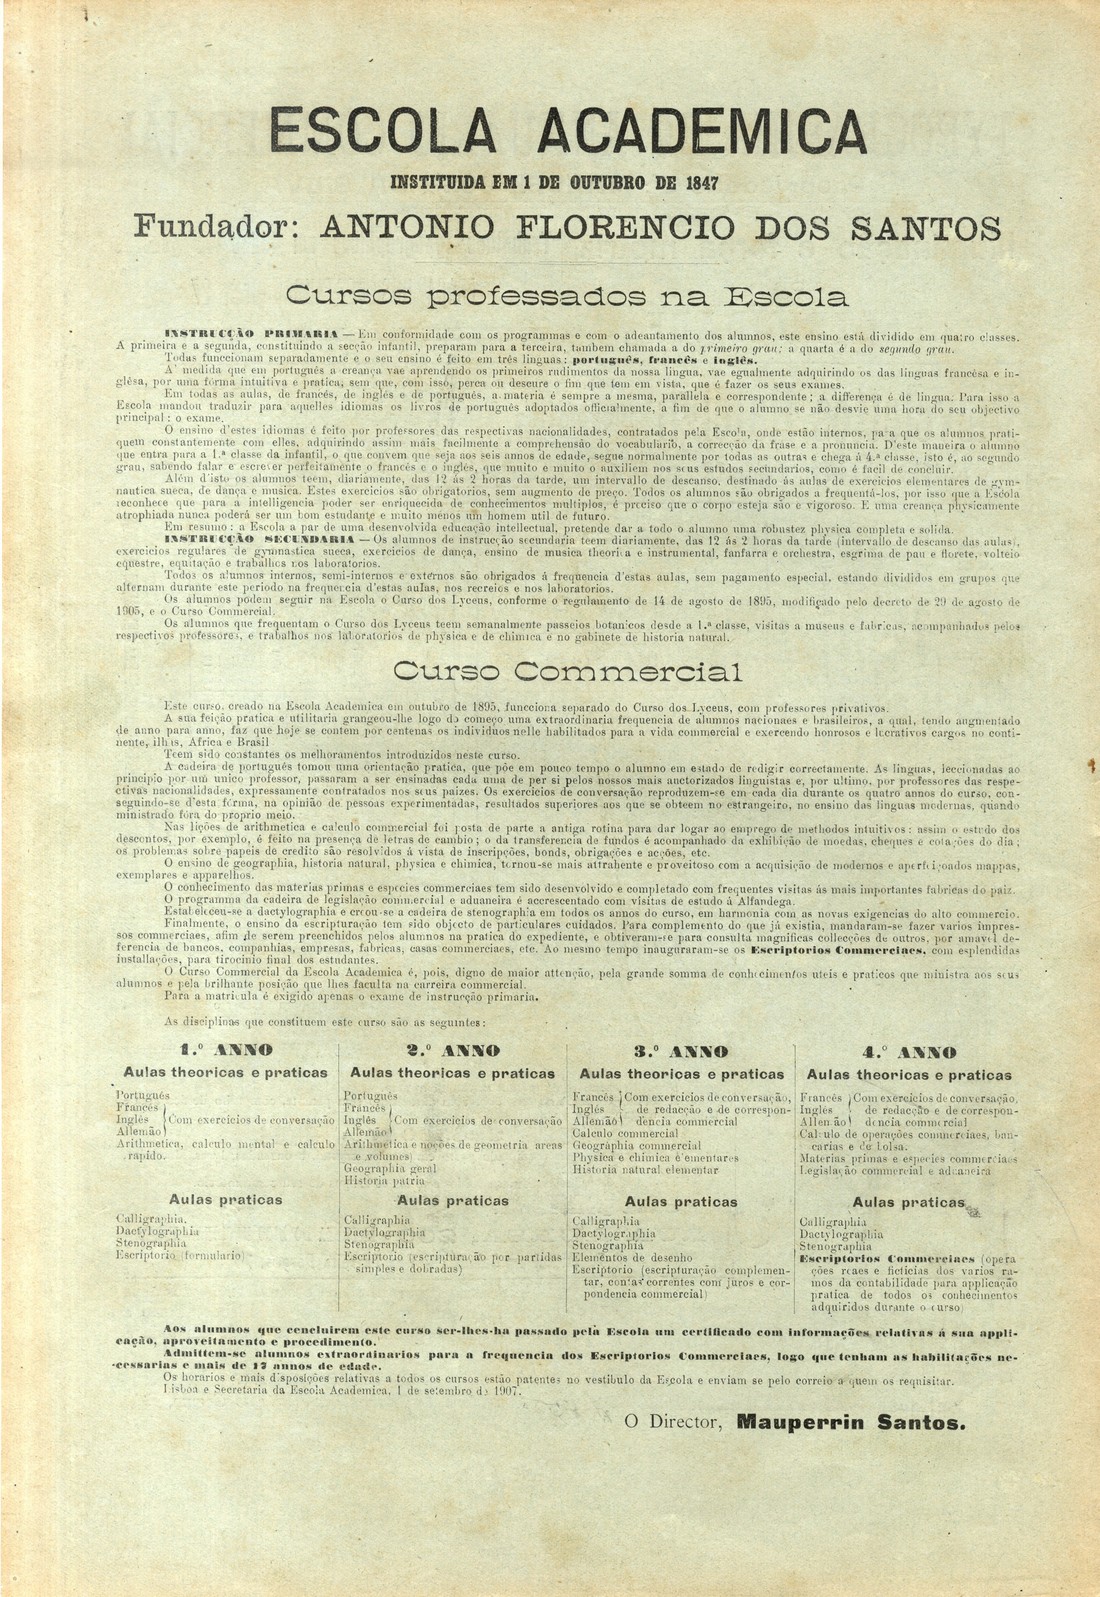 ESCOLA ACADEMICA
INSTITUIDA EM 1 DE OUTUBRO DE 1847
Fundador: ANTONIO FLORENCIO DOS SANTOS
Cursos professados na Escola
INSTRUCÇÃO PRIMARIA — Em conformidade com os programmas e com o adeantamento dos alumnos, este ensino está dividido em quatro classes.
A primeira e a segunda, constituindo a secção infantil, preparam para a terceira, tambem chamada a do primeiro grau; a quarta é a do segundo grau.
Todas funccionam separadamente e o seu ensino é feito em três linguas: português, francês e inglês.
A' medida que em português a creança vae aprendendo os primeiros rudimentos da nossa lingua, vae egualmente adquirindo os das linguas francêsa e in-
glêsa, por uma fórma intuitiva e pratica, sem que, com isso, perca ou descure o fim que tem em vista, que é fazer os seus exames.
Em todas as aulas, de francés, de inglês e de português, a materia é sempre a mesma, parallela e correspondente; a differença é de lingua. Para isso a
Escola mandou traduzir para aquelles idiomas os livros de português adoptados officialmente, a fim de que o alumno se não desvie uma hora do seu objectivo
principal: o exame.
O ensino d'estes idiomas é feito por professores das respectivas nacionalidades, contratados pela Escola, onde estão internos, para que os alumnos prati-
quem constantemente com elles, adquirindo assim mais facilmente a comprehensão do vocabulario, a correcção da frase e a pronuncia. D'este maneira o alumno
que entra para a 1.ª classe da infantil, o que convem que seja aos seis annos de edade, segue normalmente por todas as outras e chega á 4.ª classe, isto é, ao segundo
grau, sabendo falar e escrever perfeitamente o francês e o inglês, que muito e muito o auxiliem nos seus estudos secundarios, como é facil de concluir.
Além d'isto os alumnos teem, diariamente, das 12 ás 2 horas da tarde, um intervallo de descanso, destinado ás aulas de exercicios elementares de gym-
nautica sueca, de dança e musica. Estes exercicios são obrigatorios, sem augmento de preço. Todos os alumnos são obrigados a frequentá-los, por isso que a Escola
reconhece que para a intelligencia poder ser enriquecida de conhecimentos multiplos, é preciso que o corpo esteja são e vigoroso. E uma creança physicamente
atrophiada nunca poderá ser um bom estudante e muito ménos um homem util de futuro.
Em resumo: a Escola a par de uma desenvolvida educação intellectual, pretende dar a todo o alumno uma robustez physica completa e solida.
INSTRUCÇÃO SECUNDARIA — Os alumnos de instrucção secundaria teem diariamente, das 12 ás 2 horas da tarde (intervallo de descanso das aulas),
exercicios regulares de gymnastica sueca, exercicios de dança, ensino de musica theorica e instrumental, fanfarra e orchestra, esgrima de pau e florete, volteio
equestre, equitação e trabalhos nos laboratorios.
Todos os alumnos internos, semi-internos e externos são obrigados á frequencia d'estas aulas, sem pagamento especial, estando divididos em grupos que
alternam durante este periodo na frequencia d'estas aulas, nos recreios e nos laboratorios.
Os alumnos podem seguir na Escola o Curso dos Lyceus, conforme o regulamento de 14 de agosto de 1895, modificado pelo decreto de 29 de agosto de
1905, e o Curso Commercial.
Os alumnos que frequentam o Curso dos Lyceus teem semanalmente passeios botanicos desde a 1.ª classe, visitas a museus e fabricas, acompanhados pelos
respectivos professores, e trabalhos nos laboratorios de physica e de chimica e no gabinete de historia natural.
Curso Commercial
Este curso, creado na Escola Academica em outubro de 1895, funcciona separado do Curso dos Lyceus, com professores privativos.
A sua feição pratica e utilitaria grangeou-lhe logo do começo uma extraordinaria frequencia de alumnos nacionaes e brasileiros, a qual, tendo augmentado
de anno para anno, faz que hoje se contem por centenas os individuos nelle habilitados para a vida commercial e exercendo honrosos e lucrativos cargos no conti-
nente, ilhas, Africa e Brasil
Teem sido constantes os melhoramentos introduzidos neste curso.
A cadeira de português tomou uma orientação pratica, que põe em pouco tempo o alumno em estado de redigir correctamente. As linguas, leccionadas ao
principio por um unico professor, passaram a ser ensinadas cada uma de per si pelos nossos mais auctorizados linguistas e, por ultimo, por professores das respe-
ctivas nacionalidades, expressamente contratados nos seus paizes. Os exercicios de conversação reproduzem-se em cada dia durante os quatro annos do curso, con-
seguindo-se d'esta fórma, na opinião de pessoas experimentadas, resultados superiores aos que se obteem no estrangeiro, no ensino das linguas modernas, quando
ministrado fóra do proprio meio.
Nas lições de arithmetica e calculo commercial foi posta de parte a antiga rotina para dar logar ao emprego de methodos intuitivos: assim o estudo dos
descontos, por exemplo, é feito na presença de letras de cambio; o da transferencia de fundos é acompanhado da exhibição de moedas, cheques e cotações do dia;
os problemas sobre papeis de credito são resolvidos á vista de inscripções, bonds, obrigações e acções, etc.
O ensino de geographia, historia natural, physica e chimica, tornou-se mais attrahente e proveitoso com a acquisição de modernos e aperfeiçoados mappas,
exemplares e apparelhos.
O conhecimento das materias primas e especies commerciaes tem sido desenvolvido e completado com frequentes visitas ás mais importantes fabricas do paiz.
O programma da cadeira de legislação commercial e aduaneira é accrescentado com visitas de estudo á Alfandega.
Estabeleceu-se a dactylographia e creou-se a cadeira de stenographia em todos os annos do curso, em harmonia com as novas exigencias do alto commercio.
Finalmente, o ensino da escripturação tem sido objecto de particulares cuidados. Para complemento do que já existia, mandaram-se fazer varios impres-
sos commerciaes, afim de serem preenchidos pelos alumnos na pratica do expediente, e obtiveram-se para consulta magnificas collecções de outros, por amavel de-
ferencia de bancos, companhias, empresas, fabricas, casas commerciaes, etc. Ao mesmo tempo inauguraram-se os Escriptorios Commerciaes, com esplendidas
installações, para tirocinio final dos estudantes.
O Curso Commercial da Escola Academica é, pois, digno de maior attenção, pela grande somma de conhecimentos uteis e praticos que ministra aos seus
alumnos e pela brilhante posição que lhes faculta na carreira commercial.
Para a matricula é exigido apenas o exame de instrucção primaria.
As disciplinas que constituem este curso são as seguintes:
1.º ANNO
Aulas theoricas e praticas
Português
Francês
Inglês
Allemão
Com exercicios de conversação
Arithmetica, calculo mental e calculo
rapido.
Aulas praticas
Calligraphia,
Dactylographia
Stenographia
Escriptorio (formulario)
2.º ANNO
Aulas theoricas e praticas
Português
Francês
Inglês
Allemão
Com exercicios de conversação
Arithmetica e noções de geometria areas
e volumes)
Geographia geral
Historia patria
Aulas praticas
Calligraphia
Dactylographia
Stenographia
Escriptorio (escripturação por partidas
simples e dobradas)
3.º ANNO
Aulas theoricas e praticas
Francês
Inglês
Allemão
Com exercicios de conversação,
de redacção e de correspon-
dencia commercial
Calculo commercial
Geographia commercial
Physica e chimica elementares
Historia natural elementar
Aulas praticas
Calligraphia
Dactylographia
Stenographia
Elementos de desenho
Escriptorio (escripturação complemen-
tar, contas correntes com juros e cor-
pondencia commercial)
4.º ANNO
Aulas theoricas e praticas
Francês
Inglês
Allemão
Com exercicios de conversação,
de redacção e de correspon-
dencia commercial
Calculo de operações commerciaes, ban-
carias e de bolsa.
Materias primas e especies commerciaes
Legislação commercial e aduaneira
Aulas praticas
Calligraphia
Dactylographia
Stenographia
Escriptorios Commerciaes (opera
ções reaes e ficticias dos varios ra-
mos da contabilidade para applicação
pratica de todos os conhecimentos
adquiridos durante o curso)
Aos alumnos que concluirem este curso ser-lhes-ha passado pela Escola um certificado com informações relativas á sua appli-
cação, aproveitamento e procedimento.
Admittem-se alumnos extraordinarios para a frequencia dos Escriptorios Commerciaes, logo que tenham as habilitações ne-
cessarias e mais de 17 annos de edade.
Os horarios e mais disposições relativas a todos os cursos estão patentes no vestibulo da Escola e enviam se pelo correio a quem os requisitar.
Lisboa e Secretaria da Escola Academica, 1 de setembro de 1907.
O Director, Mauperrin Santos.